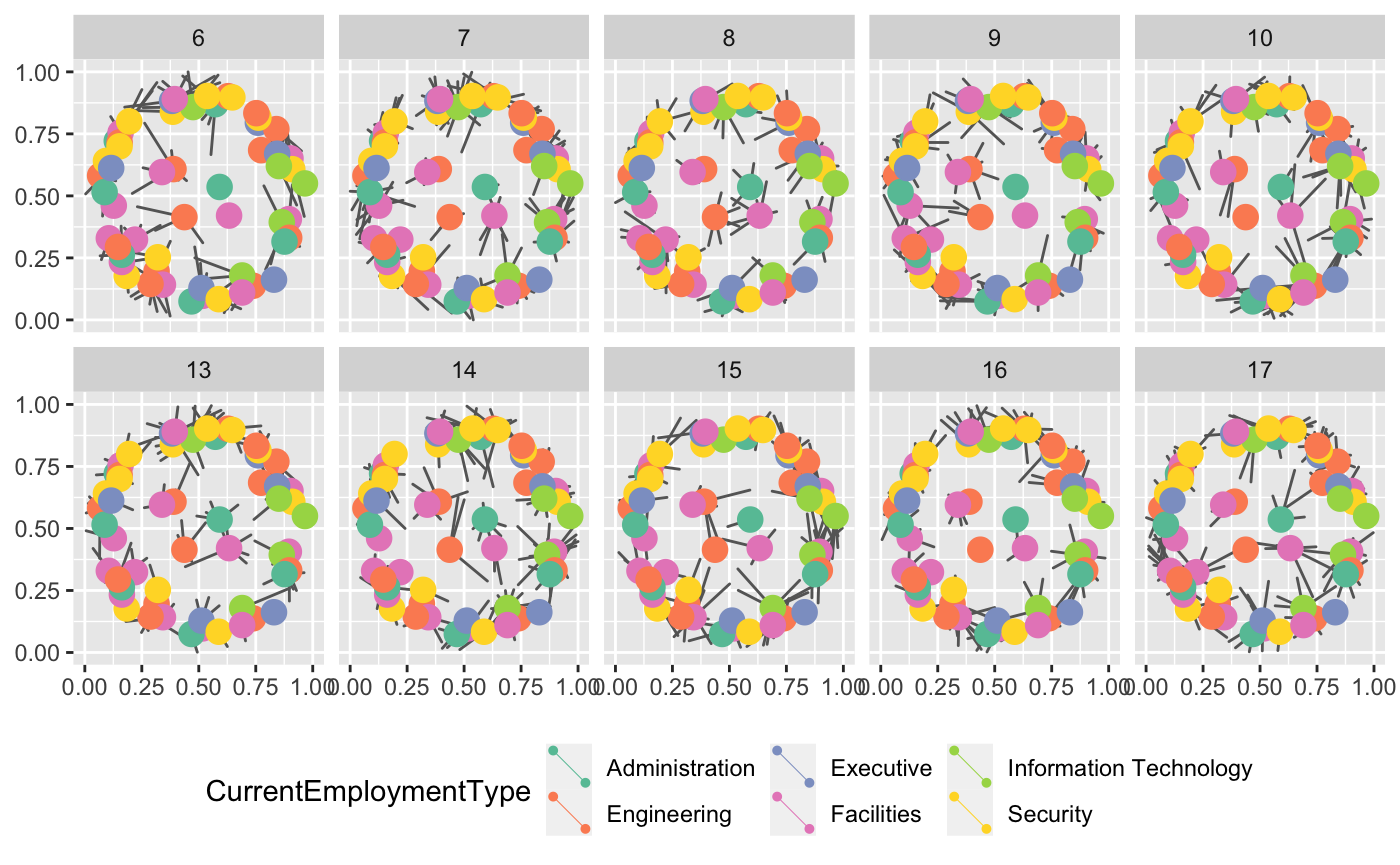 6 7 8 9 10
1.00
0.75
0.50
0.25
0.00
13 14 15 16 17
1.00
0.75
0.50
0.25
0.00
0.00 0.25 0.50 0.75 1.00 0.00 0.25 0.50 0.75 1.00 0.00 0.25 0.50 0.75 1.00 0.00 0.25 0.50 0.75 1.00 0.00 0.25 0.50 0.75 1.00
CurrentEmploymentType
Administration Executive Information Technology
Engineering Facilities Security